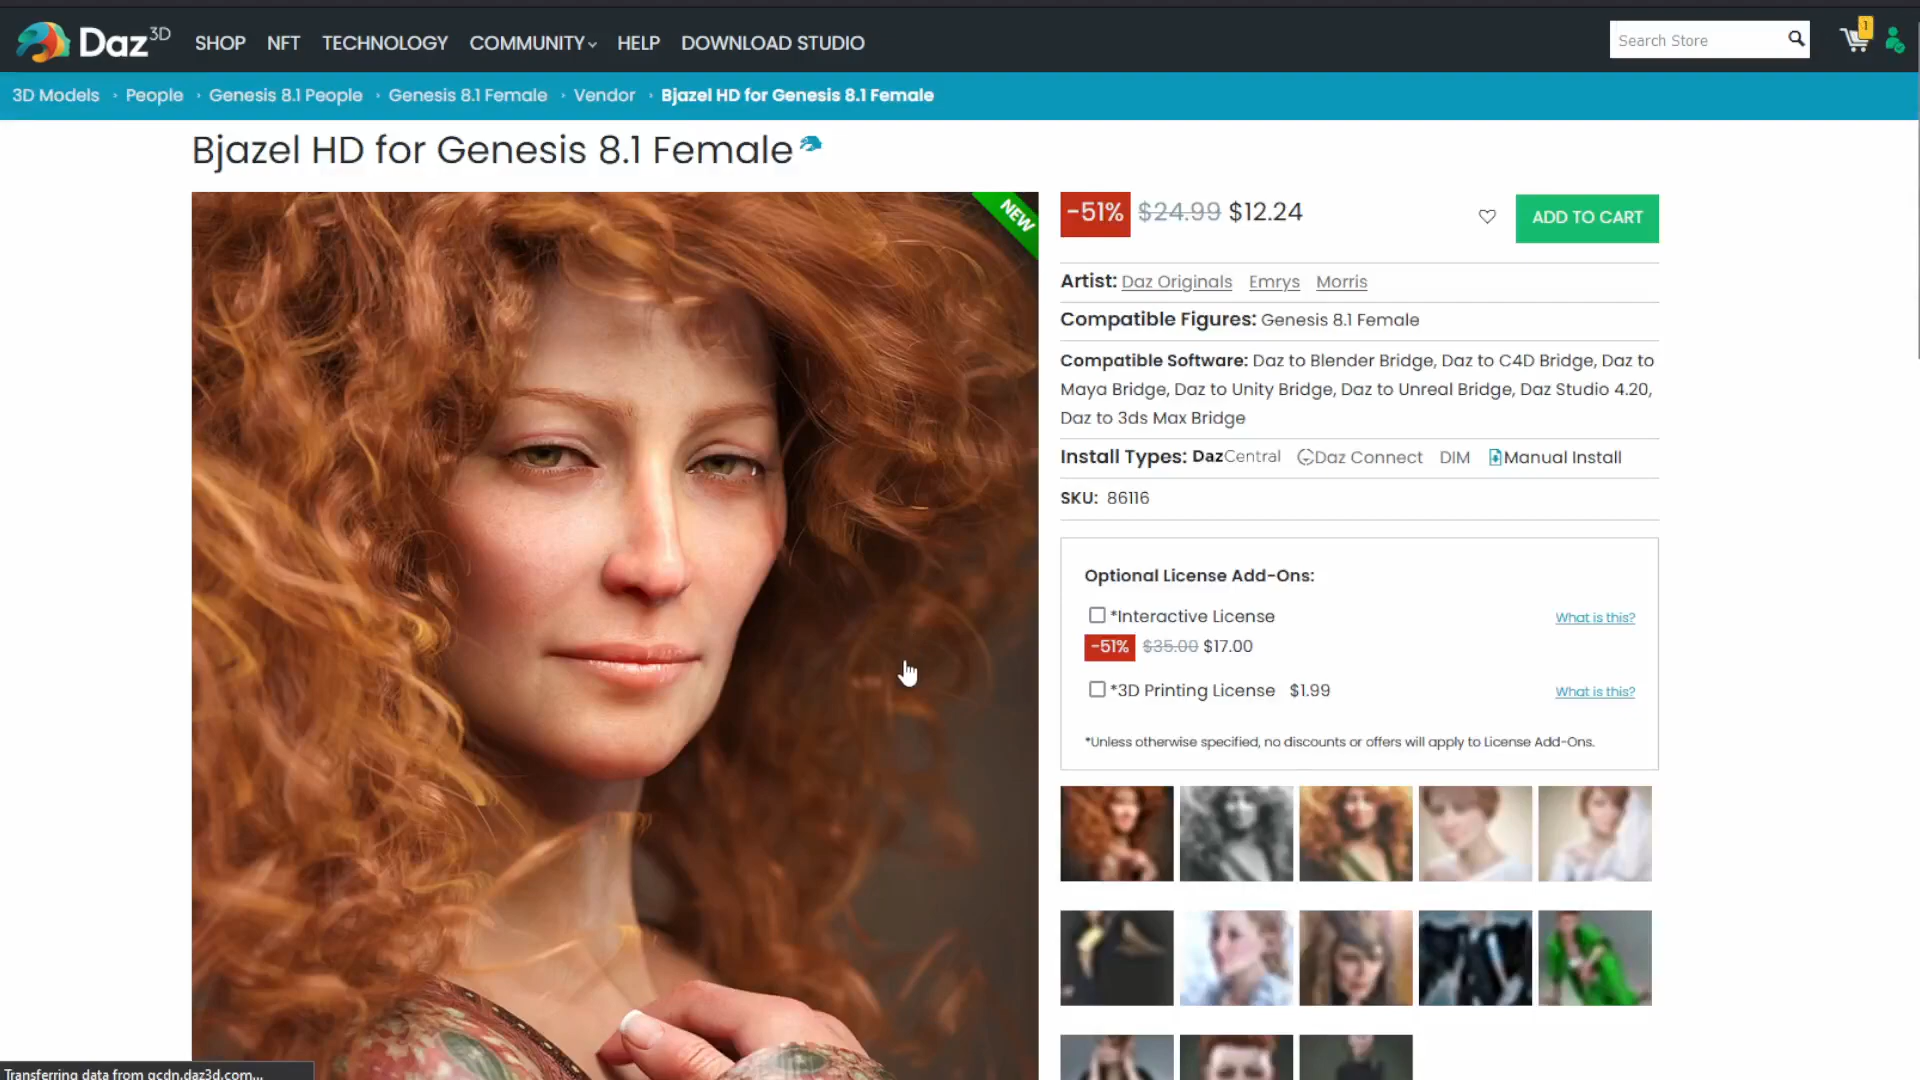 Daz 3D SHOP NFT TECHNOLOGY COMMUNITY HELP DOWNLOAD STUDIO Search Store 1
3D Models › People › Genesis 8.1 People › Genesis 8.1 Female › Vendor › Bjazel HD for Genesis 8.1 Female
Bjazel HD for Genesis 8.1 Female
NEW
-51% $24.99 $12.24 ADD TO CART
Artist: Daz Originals Emrys Morris
Compatible Figures: Genesis 8.1 Female
Compatible Software: Daz to Blender Bridge, Daz to C4D Bridge, Daz to
Maya Bridge, Daz to Unity Bridge, Daz to Unreal Bridge, Daz Studio 4.20,
Daz to 3ds Max Bridge
Install Types: DazCentral Daz Connect DIM Manual Install
SKU: 86116
Optional License Add-Ons:
*Interactive License What is this?
-51% $35.00 $17.00
*3D Printing License $1.99 What is this?
*Unless otherwise specified, no discounts or offers will apply to License Add-Ons.
Transferring data from gcdn.daz3d.com...